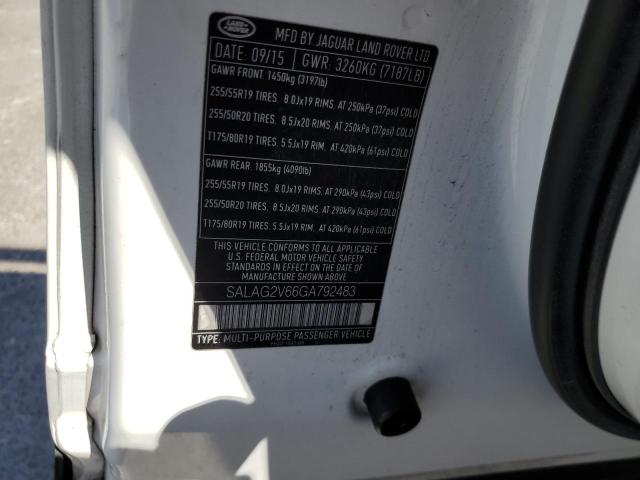 LAND ROVER
MFD BY JAGUAR LAND ROVER LTD
DATE: 09/15 GWR: 3260KG (7187LB)
GAWR FRONT: 1450kg (3197lb)
255/55R19 TIRES. 8.0Jx19 RIMS. AT 250kPa (37psi) COLD
255/50R20 TIRES. 8.5Jx20 RIMS. AT 250kPa (37psi) COLD
T175/80R19 TIRES. 5.5Jx19 RIM. AT 420kPa (61psi) COLD
GAWR REAR: 1855kg (4090lb)
255/55R19 TIRES. 8.0Jx19 RIMS. AT 290kPa (43psi) COLD
255/50R20 TIRES. 8.5Jx20 RIMS. AT 290kPa (43psi) COLD
T175/80R19 TIRES. 5.5Jx19 RIM. AT 420kPa (61psi) COLD
THIS VEHICLE CONFORMS TO ALL APPLICABLE
U.S. FEDERAL MOTOR VEHICLE SAFETY
STANDARDS IN EFFECT ON THE DATE OF
MANUFACTURE SHOWN ABOVE
SALAG2V66GA792483
TYPE: MULTI-PURPOSE PASSENGER VEHICLE